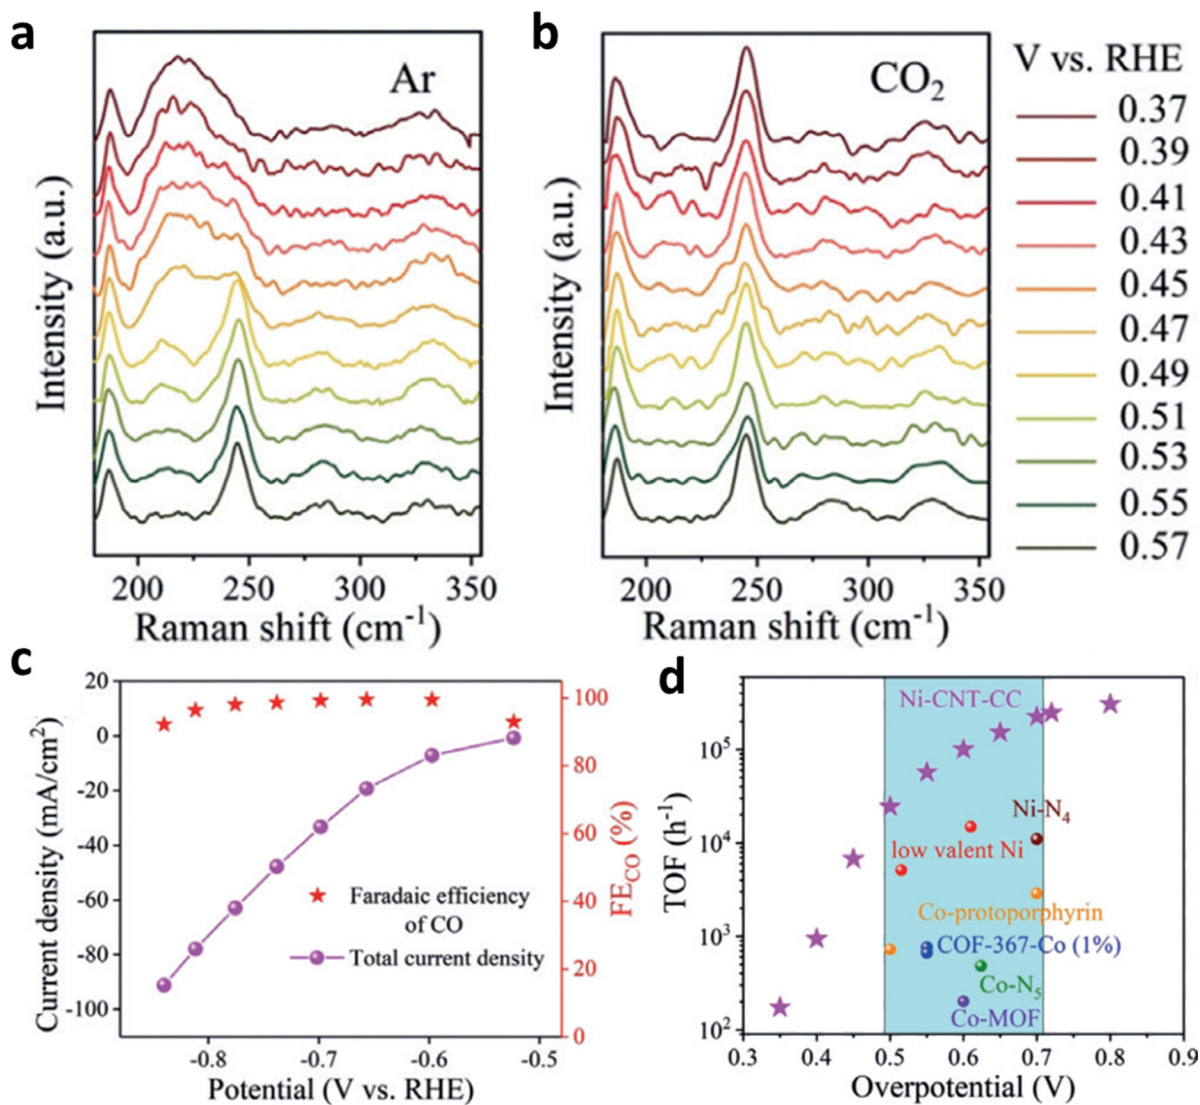 a
Ar
Intensity (a.u.)
200 250 300 350
Raman shift (cm⁻¹)
b
CO₂
Intensity (a.u.)
200 250 300 350
Raman shift (cm⁻¹)
V vs. RHE
0.37
0.39
0.41
0.43
0.45
0.47
0.49
0.51
0.53
0.55
0.57
c
20
0
-20
-40
-60
-80
-100
Current density (mA/cm²)
100
80
60
40
20
0
FE_CO (%)
Faradaic efficiency
of CO
Total current density
-0.8 -0.7 -0.6 -0.5
Potential (V vs. RHE)
d
TOF (h⁻¹)
10⁵
10⁴
10³
10²
Ni-CNT-CC
Ni-N₄
low valent Ni
Co-protoporphyrin
COF-367-Co (1%)
Co-N₅
Co-MOF
0.3 0.4 0.5 0.6 0.7 0.8 0.9
Overpotential (V)